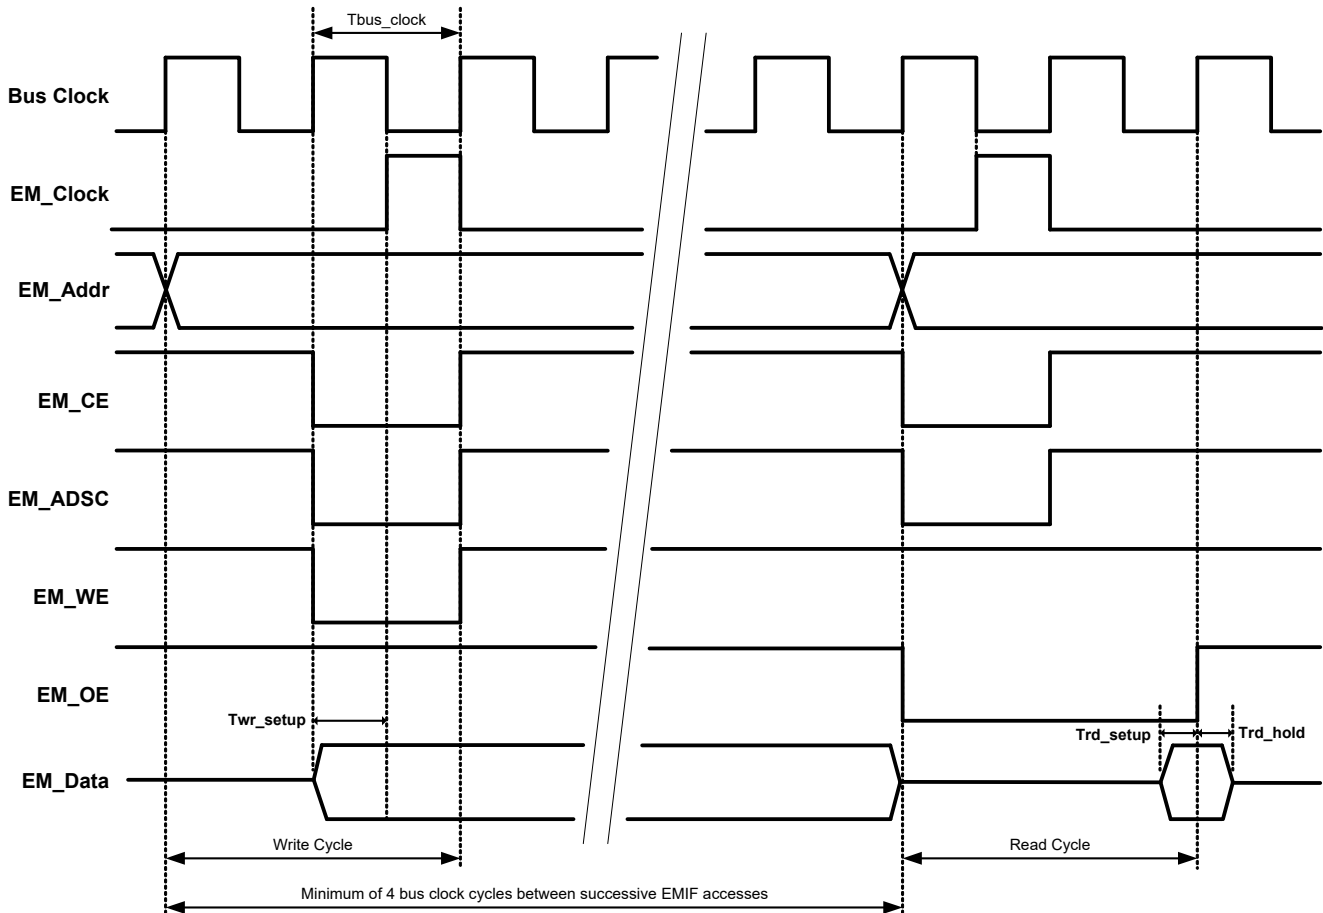 Tbus_clock
Bus Clock
EM_Clock
EM_Addr
EM_CE
EM_ADSC
EM_WE
EM_OE
Twr_setup
Trd_setup
Trd_hold
EM_Data
Write Cycle
Read Cycle
Minimum of 4 bus clock cycles between successive EMIF accesses